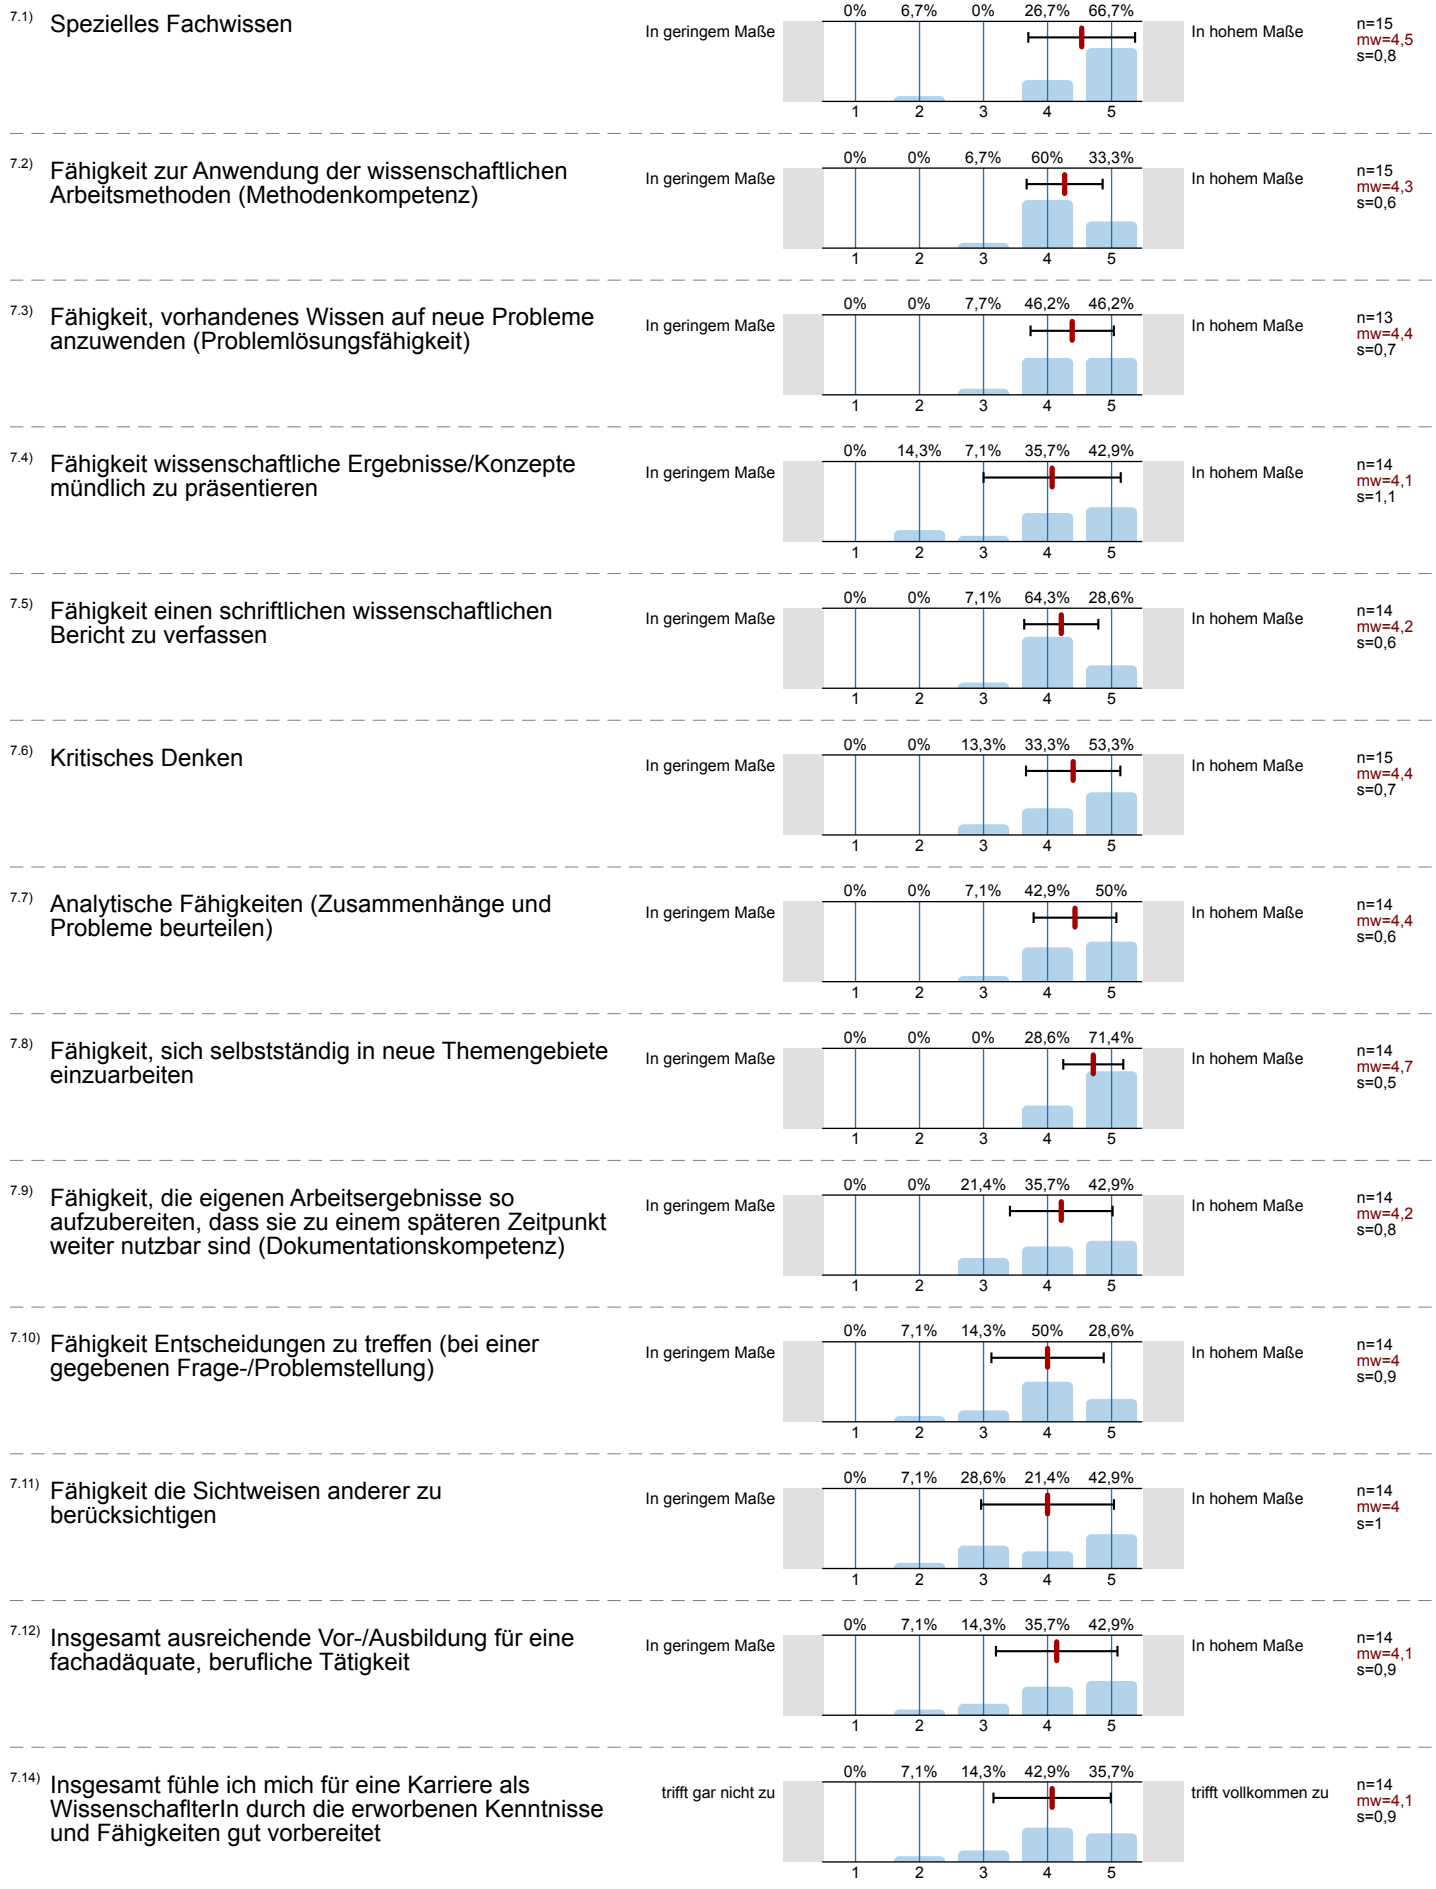 7.1) Spezielles Fachwissen
In geringem Maße
0% 6,7% 0% 26,7% 66,7%
1 2 3 4 5
In hohem Maße
n=15
mw=4,5
s=0,8
7.2) Fähigkeit zur Anwendung der wissenschaftlichen
Arbeitsmethoden (Methodenkompetenz)
In geringem Maße
0% 0% 6,7% 60% 33,3%
1 2 3 4 5
In hohem Maße
n=15
mw=4,3
s=0,6
7.3) Fähigkeit, vorhandenes Wissen auf neue Probleme
anzuwenden (Problemlösungsfähigkeit)
In geringem Maße
0% 0% 7,7% 46,2% 46,2%
1 2 3 4 5
In hohem Maße
n=13
mw=4,4
s=0,7
7.4) Fähigkeit wissenschaftliche Ergebnisse/Konzepte
mündlich zu präsentieren
In geringem Maße
0% 14,3% 7,1% 35,7% 42,9%
1 2 3 4 5
In hohem Maße
n=14
mw=4,1
s=1,1
7.5) Fähigkeit einen schriftlichen wissenschaftlichen
Bericht zu verfassen
In geringem Maße
0% 0% 7,1% 64,3% 28,6%
1 2 3 4 5
In hohem Maße
n=14
mw=4,2
s=0,6
7.6) Kritisches Denken
In geringem Maße
0% 0% 13,3% 33,3% 53,3%
1 2 3 4 5
In hohem Maße
n=15
mw=4,4
s=0,7
7.7) Analytische Fähigkeiten (Zusammenhänge und
Probleme beurteilen)
In geringem Maße
0% 0% 7,1% 42,9% 50%
1 2 3 4 5
In hohem Maße
n=14
mw=4,4
s=0,6
7.8) Fähigkeit, sich selbstständig in neue Themengebiete
einzuarbeiten
In geringem Maße
0% 0% 0% 28,6% 71,4%
1 2 3 4 5
In hohem Maße
n=14
mw=4,7
s=0,5
7.9) Fähigkeit, die eigenen Arbeitsergebnisse so
aufzubereiten, dass sie zu einem späteren Zeitpunkt
weiter nutzbar sind (Dokumentationskompetenz)
In geringem Maße
0% 0% 21,4% 35,7% 42,9%
1 2 3 4 5
In hohem Maße
n=14
mw=4,2
s=0,8
7.10) Fähigkeit Entscheidungen zu treffen (bei einer
gegebenen Frage-/Problemstellung)
In geringem Maße
0% 7,1% 14,3% 50% 28,6%
1 2 3 4 5
In hohem Maße
n=14
mw=4
s=0,9
7.11) Fähigkeit die Sichtweisen anderer zu
berücksichtigen
In geringem Maße
0% 7,1% 28,6% 21,4% 42,9%
1 2 3 4 5
In hohem Maße
n=14
mw=4
s=1
7.12) Insgesamt ausreichende Vor-/Ausbildung für eine
fachadäquate, berufliche Tätigkeit
In geringem Maße
0% 7,1% 14,3% 35,7% 42,9%
1 2 3 4 5
In hohem Maße
n=14
mw=4,1
s=0,9
7.14) Insgesamt fühle ich mich für eine Karriere als
WissenschaflterIn durch die erworbenen Kenntnisse
und Fähigkeiten gut vorbereitet
trifft gar nicht zu
0% 7,1% 14,3% 42,9% 35,7%
1 2 3 4 5
trifft vollkommen zu
n=14
mw=4,1
s=0,9